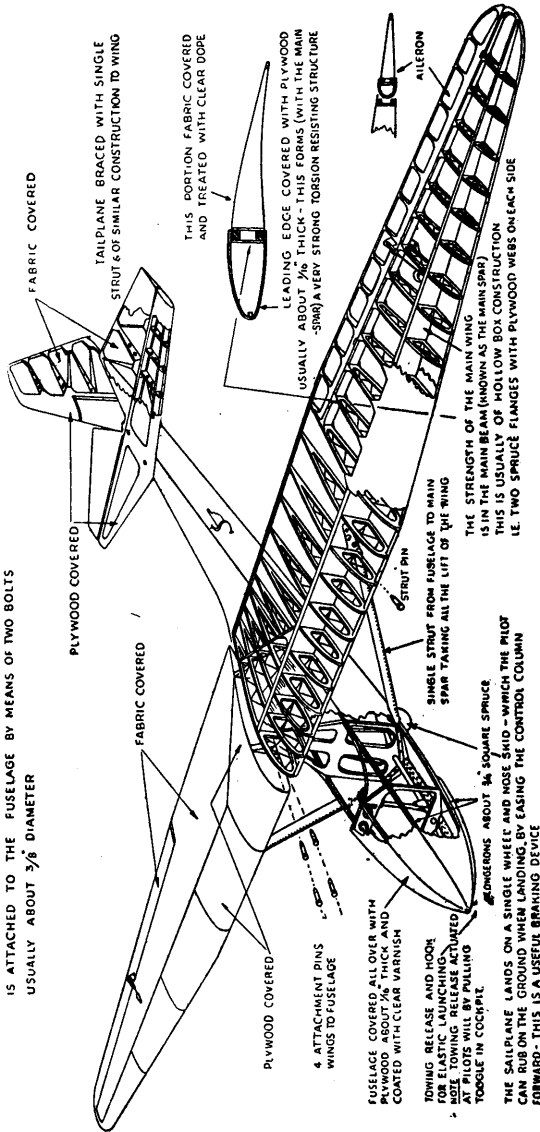 IS ATTACHED TO THE FUSELAGE BY MEANS OF TWO BOLTS
USUALLY ABOUT 3/8" DIAMETER
FABRIC COVERED
TAILPLANE BRACED WITH SINGLE
STRUT & OF SIMILAR CONSTRUCTION TO WING
PLYWOOD COVERED
FABRIC COVERED
THIS PORTION FABRIC COVERED
AND TREATED WITH CLEAR DOPE
LEADING EDGE COVERED WITH PLYWOOD
USUALLY ABOUT 1/16" THICK - THIS FORMS (WITH THE MAIN
-SPAR) A VERY STRONG TORSION RESISTING STRUCTURE
AILERON
PLYWOOD COVERED
4 ATTACHMENT PINS
WINGS TO FUSELAGE
FUSELAGE COVERED ALL OVER WITH
PLYWOOD ABOUT 1/16" THICK AND
COATED WITH CLEAR VARNISH
TOWING RELEASE AND HOOK
FOR ELASTIC LAUNCHING
NOTE TOWING RELEASE ACTUATED
AT PILOTS WILL BY PULLING
TOGGLE IN COCKPIT.
STRUT PIN
SINGLE STRUT FROM FUSELAGE TO MAIN
SPAR TAKING ALL THE LIFT OF THE WING
LONGERONS ABOUT 3/4" SQUARE SPRUCE
THE STRENGTH OF THE MAIN WING
IS IN THE MAIN BEAM (KNOWN AS THE MAIN SPAR)
THIS IS USUALLY OF HOLLOW BOX CONSTRUCTION
I.E. TWO SPRUCE FLANGES WITH PLYWOOD WEBS ON EACH SIDE
THE SAILPLANE LANDS ON A SINGLE WHEEL AND NOSE SKID - WHICH THE PILOT
CAN RUB ON THE GROUND WHEN LANDING, BY EASING THE CONTROL COLUMN
FORWARD - THIS IS A USEFUL BRAKING DEVICE